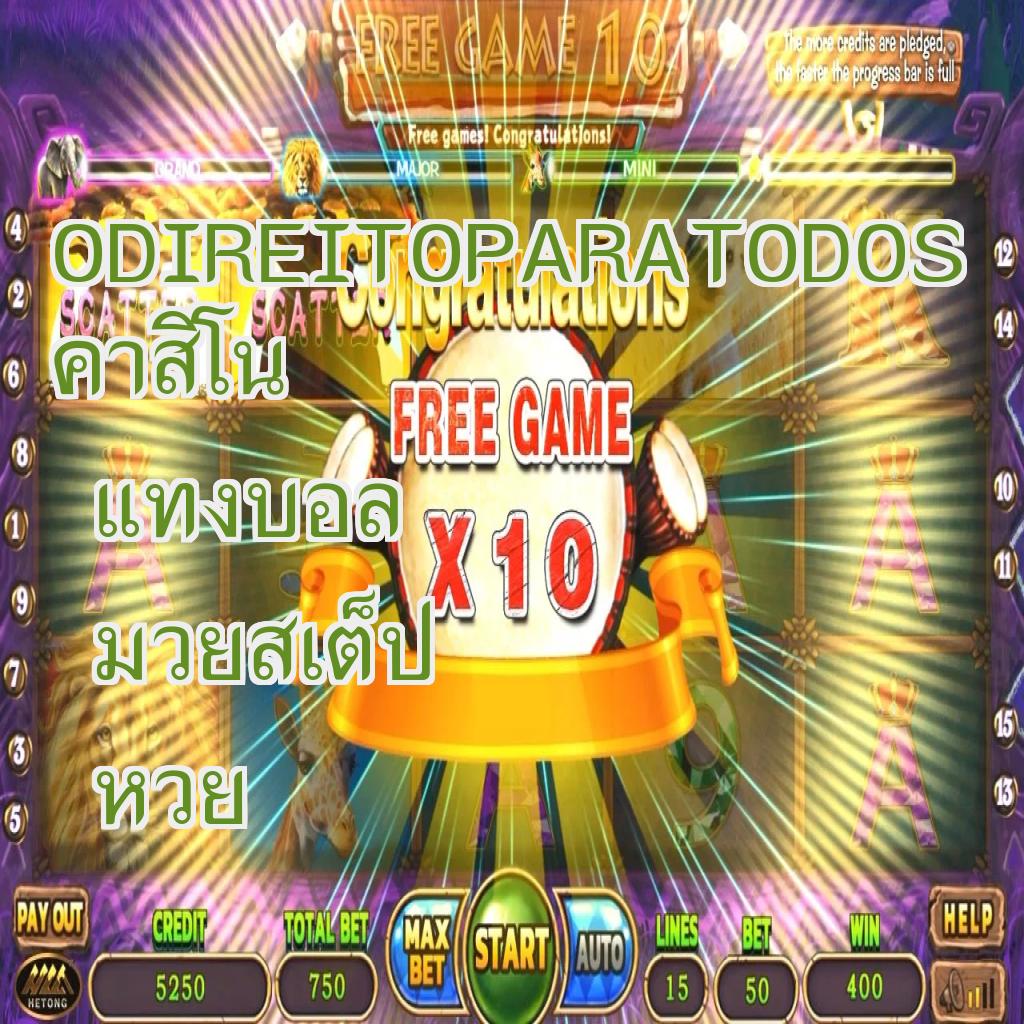 FREE GAME 10
The more credits are pledged,
the faster the progress bar is full
Free games! Congratulations!
GRAND
MAJOR
MINI
ODIREITOPARATODOS
Congratulations
SCATTER
SCATTER
คาสิโน
FREE GAME
X10
แทงบอล
มวยสเต็ป
หวย
4
2
6
8
1
9
7
3
5
12
14
10
11
15
13
A
A
A
A
PAY OUT
CREDIT
TOTAL BET
MAX BET
START
AUTO
LINES
BET
WIN
HELP
HETONG
5250
750
15
50
400